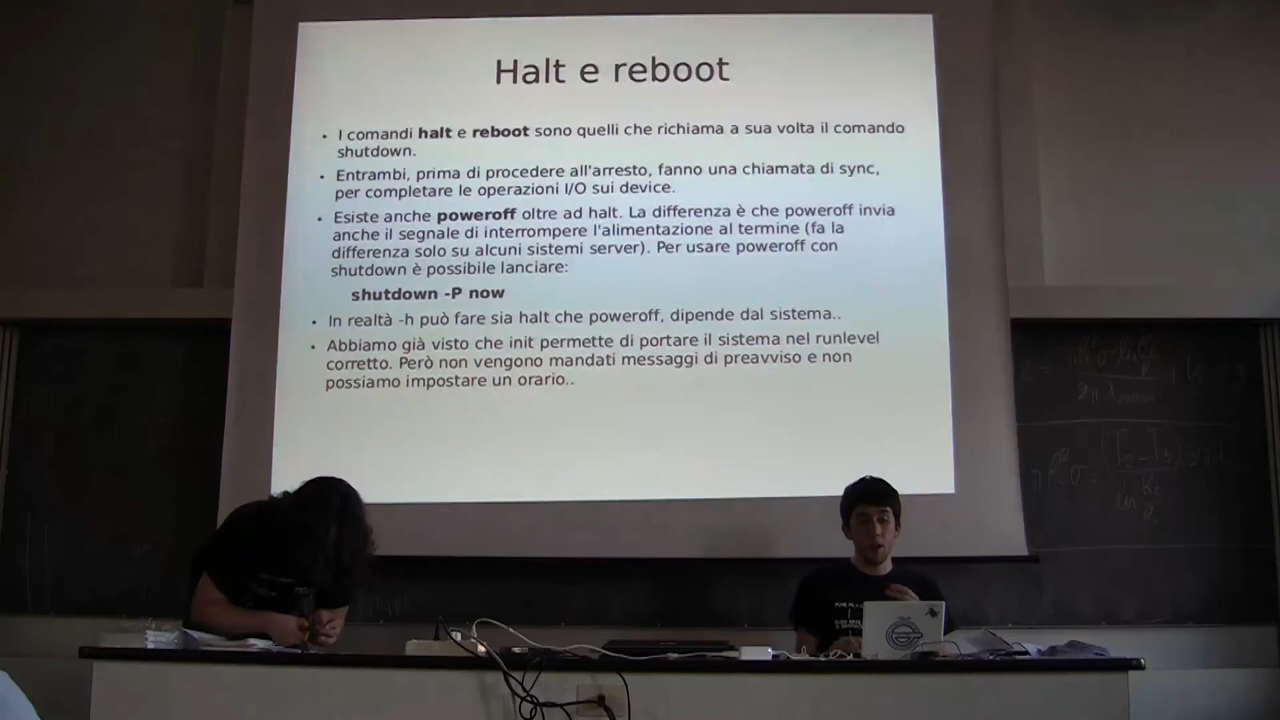 Halt e reboot
• I comandi halt e reboot sono quelli che richiama a sua volta il comando
shutdown.
• Entrambi, prima di procedere all'arresto, fanno una chiamata di sync,
per completare le operazioni I/O sui device.
• Esiste anche poweroff oltre ad halt. La differenza è che poweroff invia
anche il segnale di interrompere l'alimentazione al termine (fa la
differenza solo su alcuni sistemi server). Per usare poweroff con
shutdown è possibile lanciare:
shutdown -P now
• In realtà -h può fare sia halt che poweroff, dipende dal sistema..
• Abbiamo già visto che init permette di portare il sistema nel runlevel
corretto. Però non vengono mandati messaggi di preavviso e non
possiamo impostare un orario..